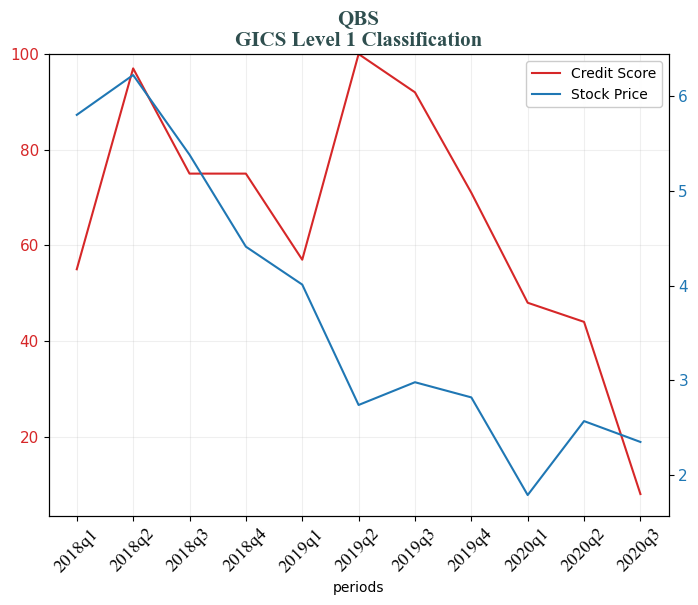 QBS
GICS Level 1 Classification
Credit Score
Stock Price
100
80
60
40
20
6
5
4
3
2
2018q1
2018q2
2018q3
2018q4
2019q1
2019q2
2019q3
2019q4
2020q1
2020q2
2020q3
periods